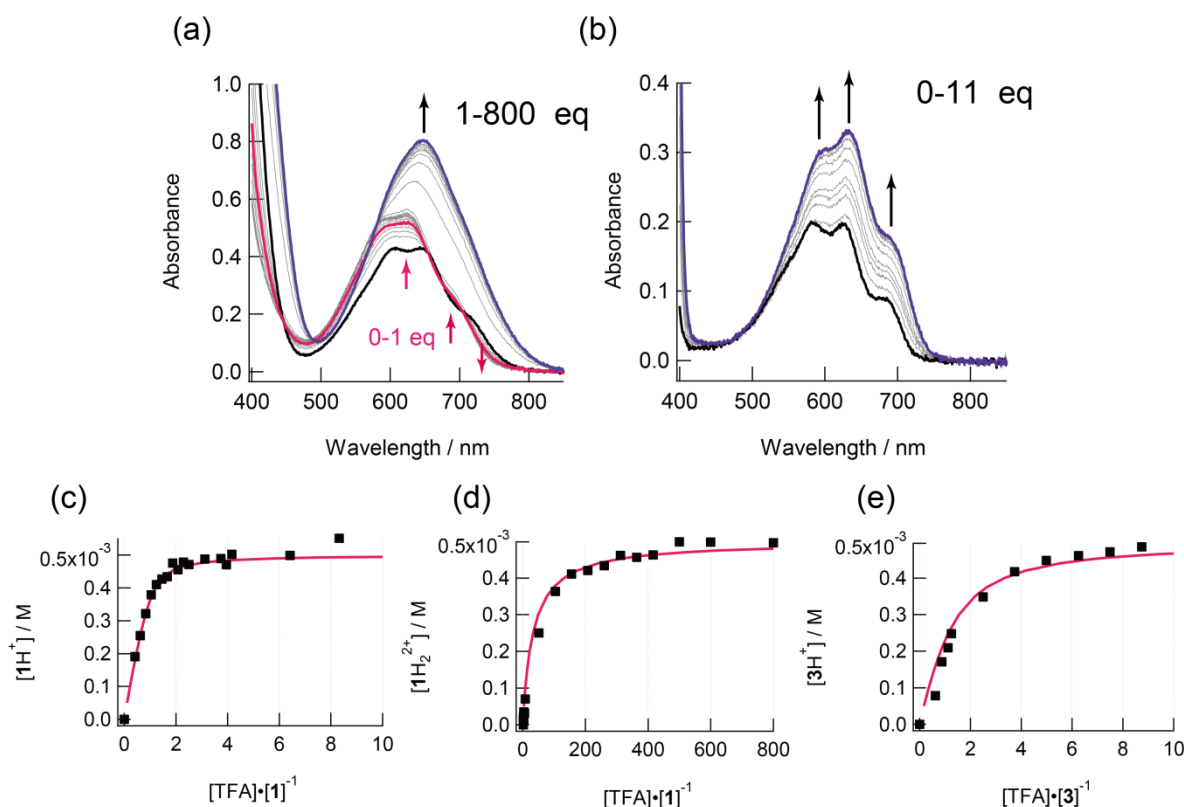 (a)
1.0
0.8
0.6
0.4
0.2
0.0
Absorbance
1-800 eq
0-1 eq
400 500 600 700 800
Wavelength / nm
(b)
0.4
0.3
0.2
0.1
0.0
Absorbance
0-11 eq
400 500 600 700 800
Wavelength / nm
(c)
0.5x10⁻³
0.4
0.3
0.2
0.1
0.0
[1H⁺] / M
0 2 4 6 8 10
[TFA]•[1]⁻¹
(d)
0.5x10⁻³
0.4
0.3
0.2
0.1
0.0
[1H₂²⁺] / M
0 200 400 600 800
[TFA]•[1]⁻¹
(e)
0.5x10⁻³
0.4
0.3
0.2
0.1
0.0
[3H⁺] / M
0 2 4 6 8 10
[TFA]•[3]⁻¹